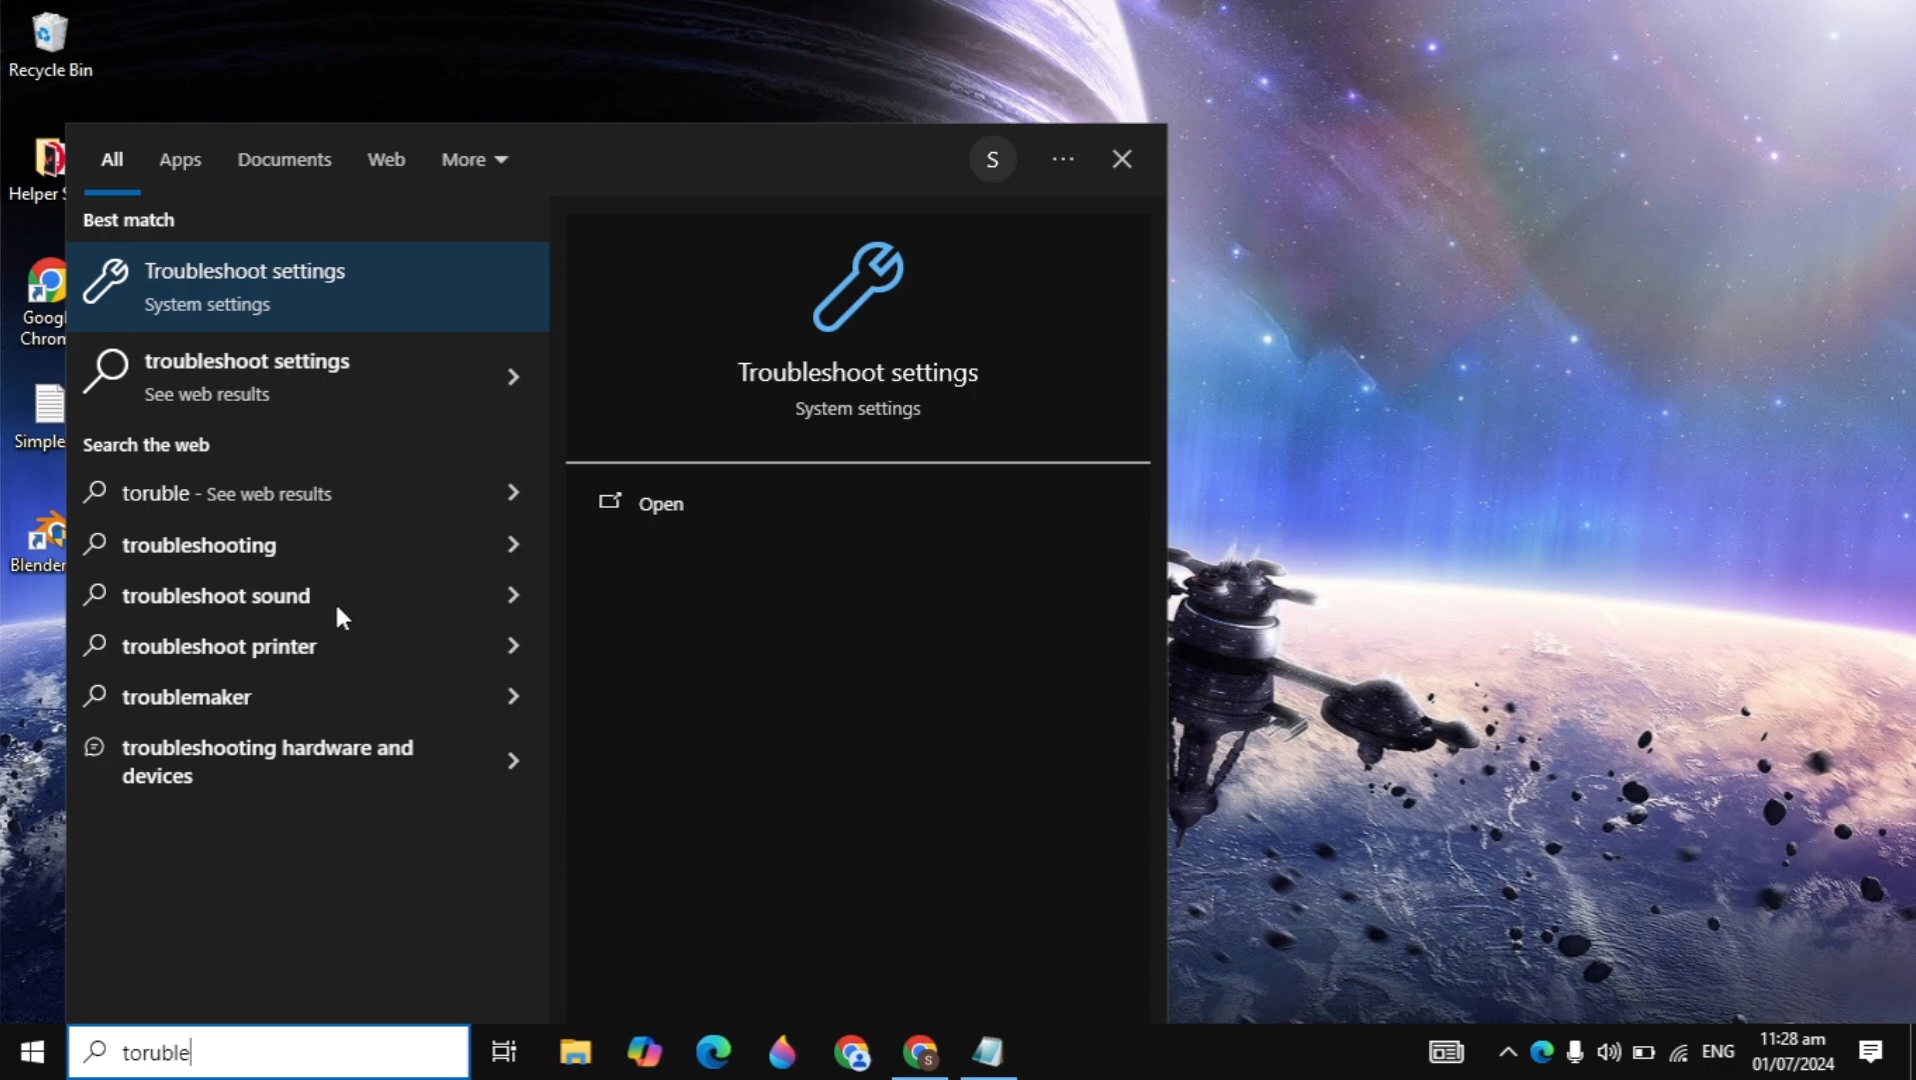 Recycle Bin
Helper S
Googl
Chrom
Simple
Blender
All Apps Documents Web More S ...
Best match
Troubleshoot settings
System settings
troubleshoot settings
See web results
Search the web
toruble - See web results
troubleshooting
troubleshoot sound
troubleshoot printer
troublemaker
troubleshooting hardware and
devices
Troubleshoot settings
System settings
Open
toruble
S
ENG
11:28 am
01/07/2024